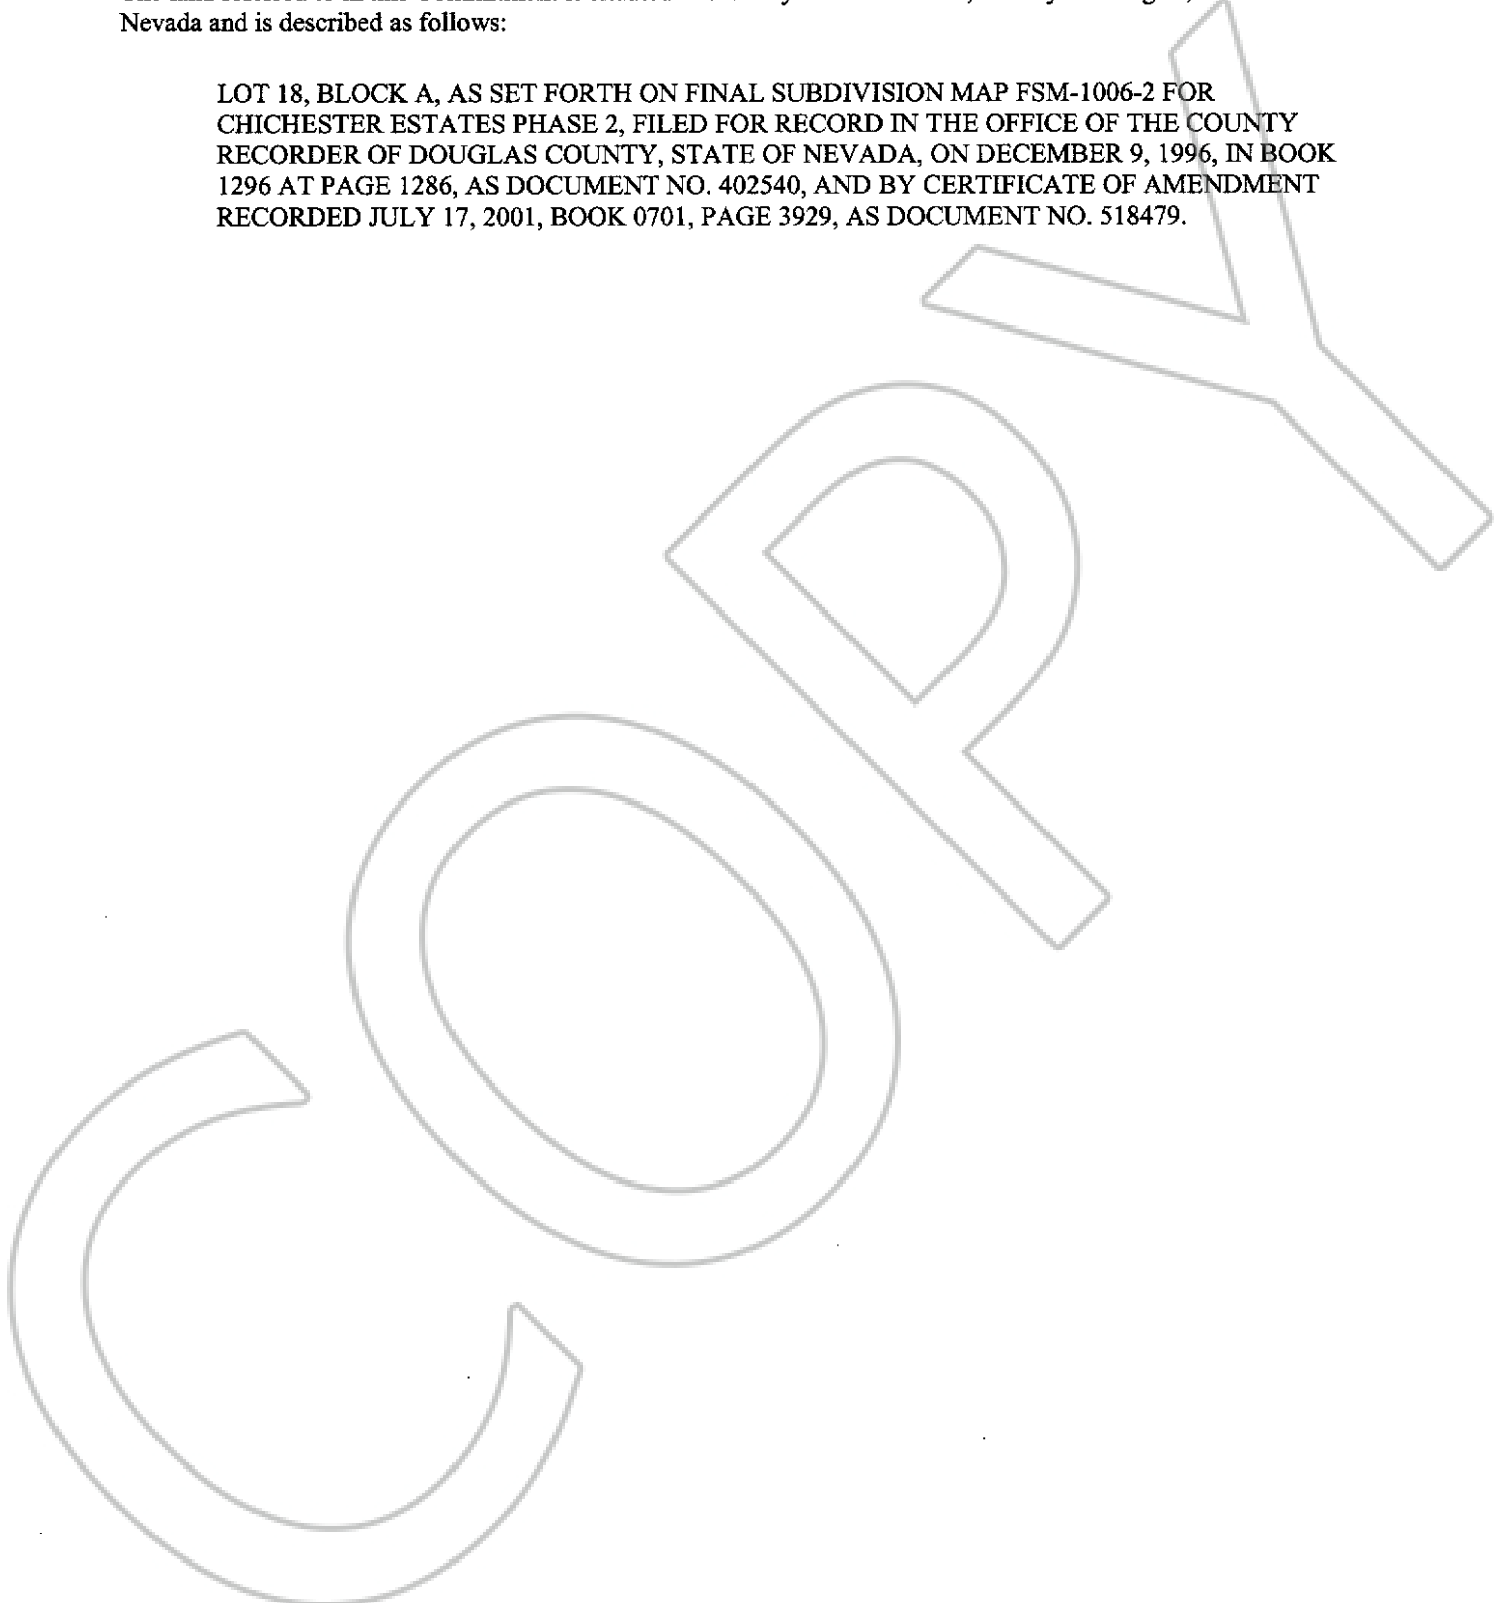 Nevada and is described as follows:
LOT 18, BLOCK A, AS SET FORTH ON FINAL SUBDIVISION MAP FSM-1006-2 FOR
CHICHESTER ESTATES PHASE 2, FILED FOR RECORD IN THE OFFICE OF THE COUNTY
RECORDER OF DOUGLAS COUNTY, STATE OF NEVADA, ON DECEMBER 9, 1996, IN BOOK
1296 AT PAGE 1286, AS DOCUMENT NO. 402540, AND BY CERTIFICATE OF AMENDMENT
RECORDED JULY 17, 2001, BOOK 0701, PAGE 3929, AS DOCUMENT NO. 518479.
COPY